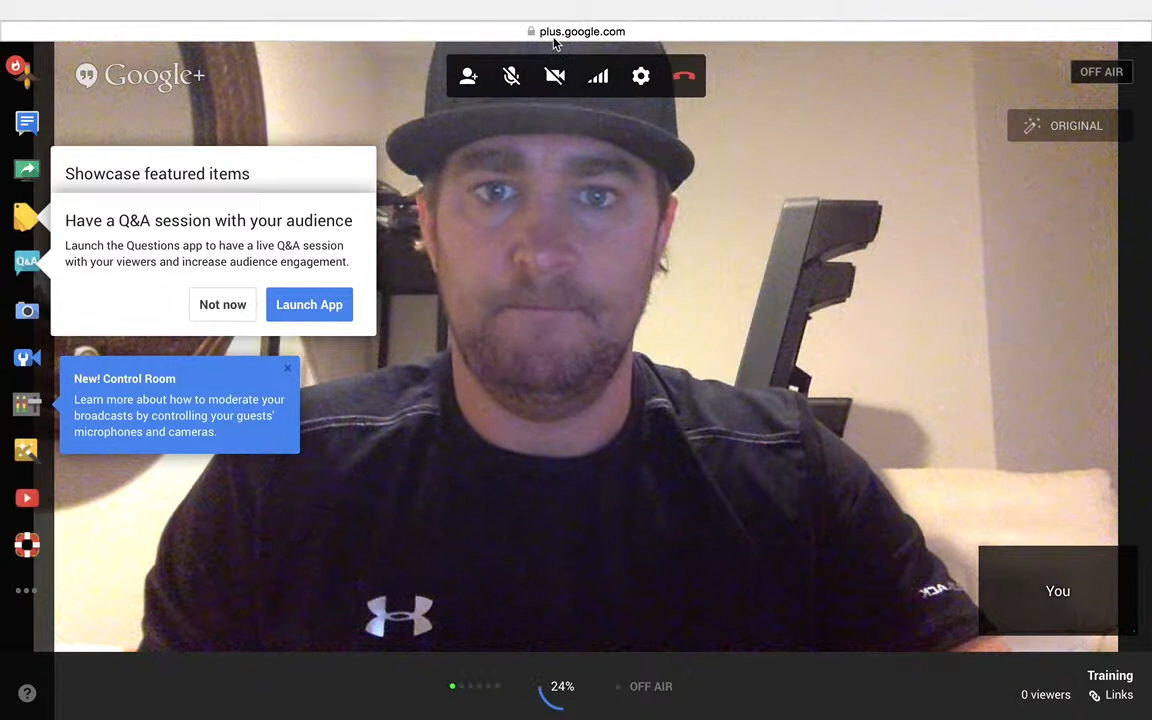 plus.google.com
Google+
OFF AIR
ORIGINAL
Showcase featured items
Have a Q&A session with your audience
Launch the Questions app to have a live Q&A session
with your viewers and increase audience engagement.
Q&A
Not now
Launch App
New! Control Room
Learn more about how to moderate your
broadcasts by controlling your guests'
microphones and cameras.
You
24%
OFF AIR
Training
0 viewers
Links